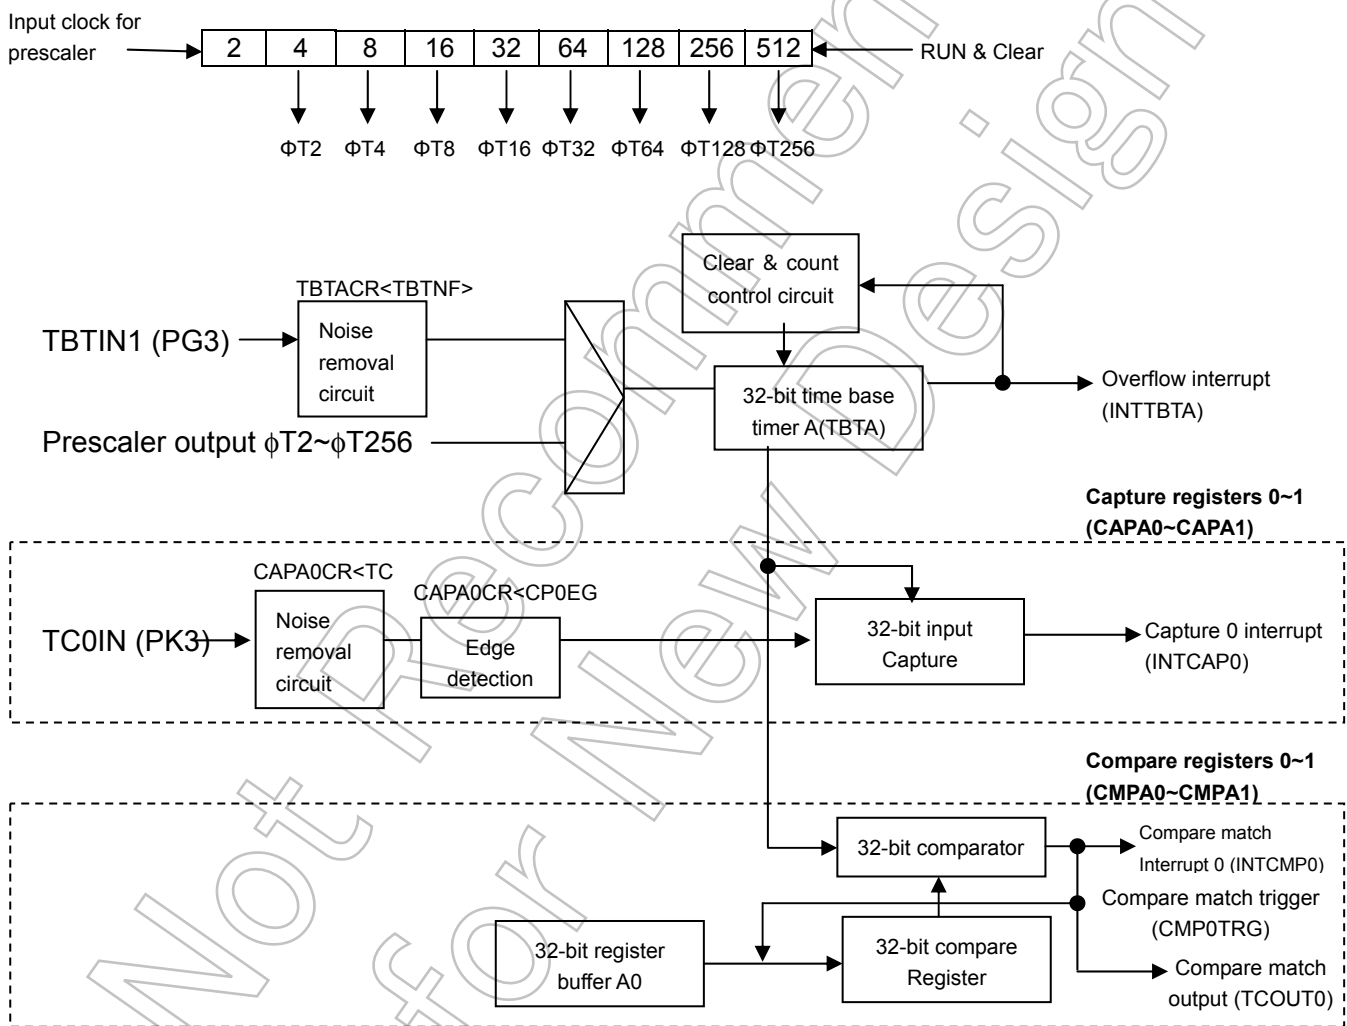 Input clock for
prescaler
2 4 8 16 32 64 128 256 512
RUN & Clear
ΦT2 ΦT4 ΦT8 ΦT16 ΦT32 ΦT64 ΦT128 ΦT256
Clear & count
control circuit
TBTACR<TBTNF>
TBTIN1 (PG3)
Noise
removal
circuit
32-bit time base
timer A(TBTA)
Overflow interrupt
(INTTBTA)
Prescaler output ϕT2~ϕT256
Capture registers 0~1
(CAPA0~CAPA1)
CAPA0CR<TC
CAPA0CR<CP0EG
TC0IN (PK3)
Noise
removal
circuit
Edge
detection
32-bit input
Capture
Capture 0 interrupt
(INTCAP0)
Compare registers 0~1
(CMPA0~CMPA1)
32-bit comparator
Compare match
Interrupt 0 (INTCMP0)
Compare match trigger
(CMP0TRG)
32-bit register
buffer A0
32-bit compare
Register
Compare match
output (TCOUT0)
Not Recommen
for New Design